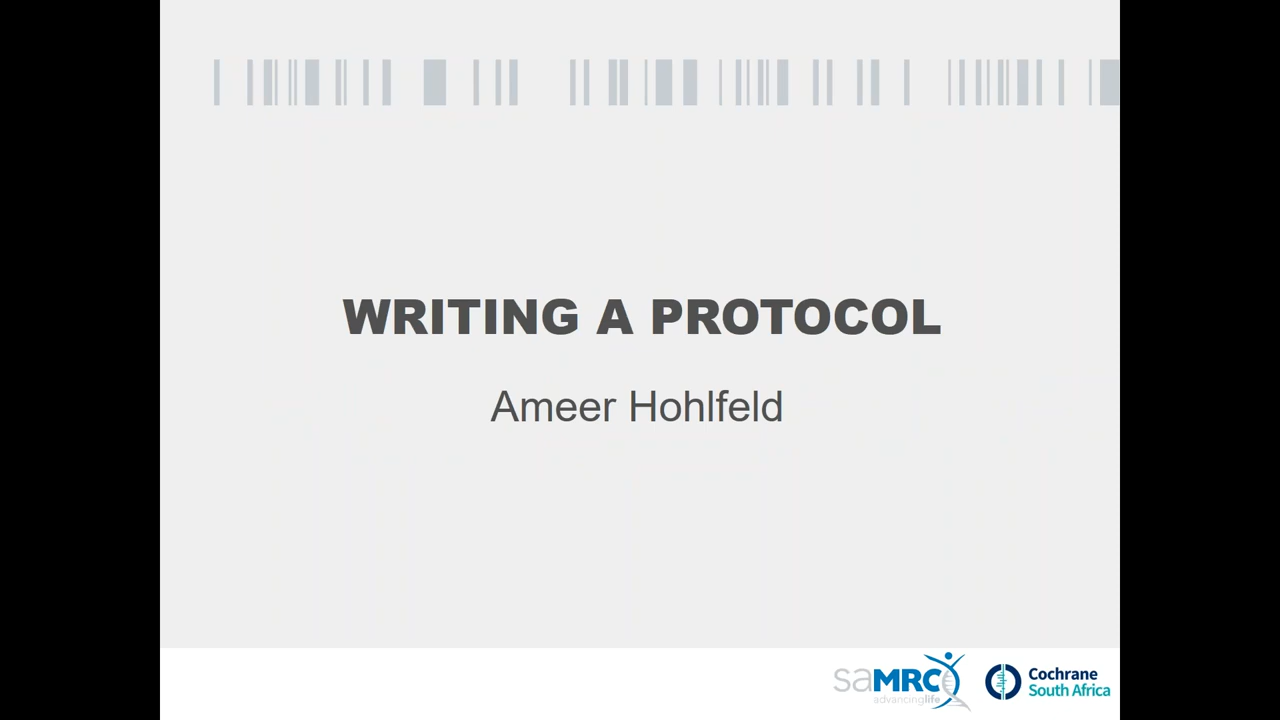 WRITING A PROTOCOL
Ameer Hohlfeld
saMRC
advancinglife
Cochrane
South Africa